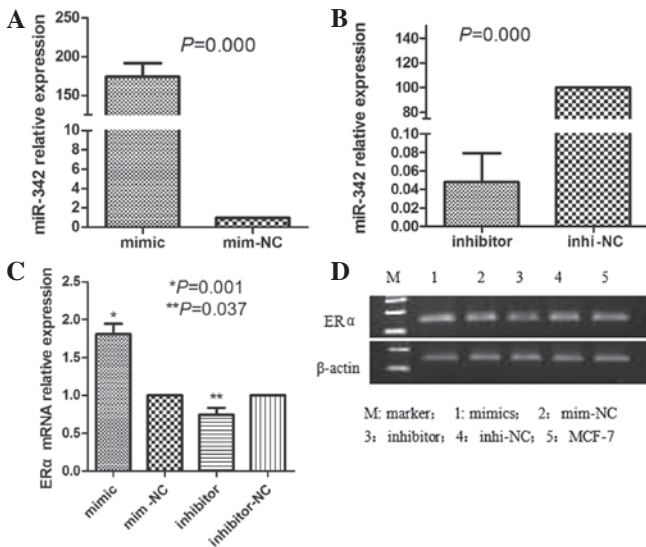 A
miR-342 relative expression
P=0.000
250
200
150
100
50
10
8
6
4
2
0
mimic
mim-NC
B
miR-342 relative expression
P=0.000
140
120
100
80
0.10
0.08
0.06
0.04
0.02
0.00
inhibitor
inhi-NC
C
ERα mRNA relative expression
*P=0.001
**P=0.037
2.5
2.0
1.5
1.0
0.5
0.0
*
**
mimic
mim-NC
inhibitor
inhibitor-NC
D
M 1 2 3 4 5
ERα
β-actin
M: marker; 1: mimics; 2: mim-NC
3: inhibitor; 4: inhi-NC; 5: MCF-7